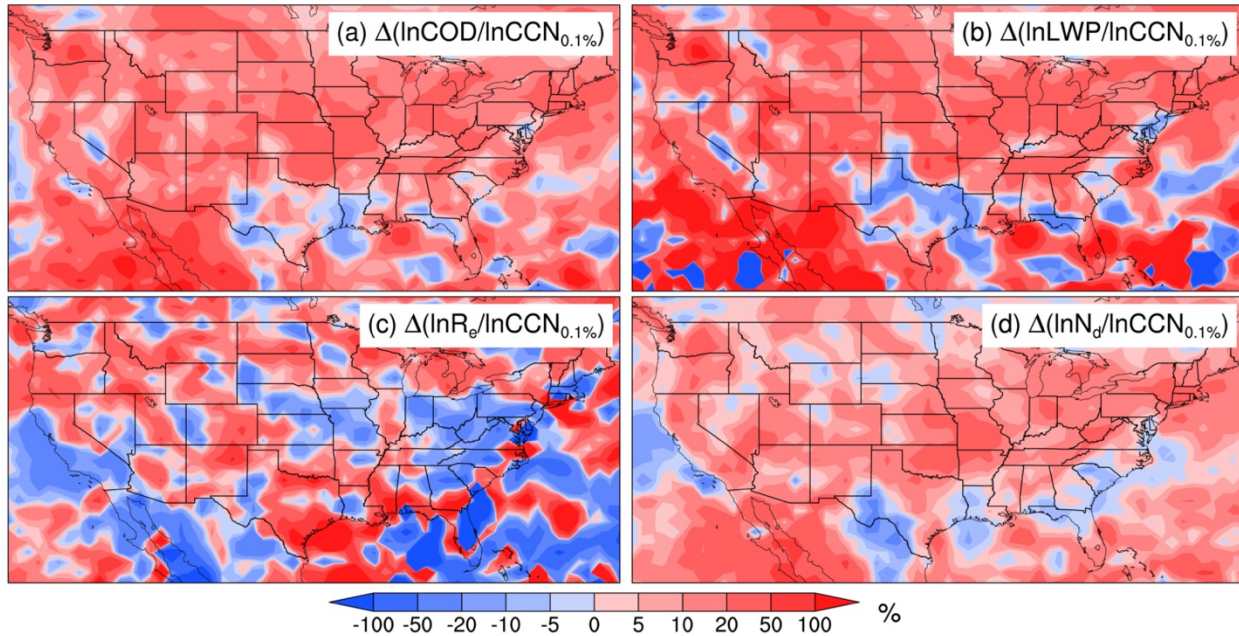 (a) Δ(lnCOD/lnCCN₀.₁%)
(b) Δ(lnLWP/lnCCN₀.₁%)
(c) Δ(lnRₑ/lnCCN₀.₁%)
(d) Δ(lnN_d/lnCCN₀.₁%)
-100 -50 -20 -10 -5 0 5 10 20 50 100 %